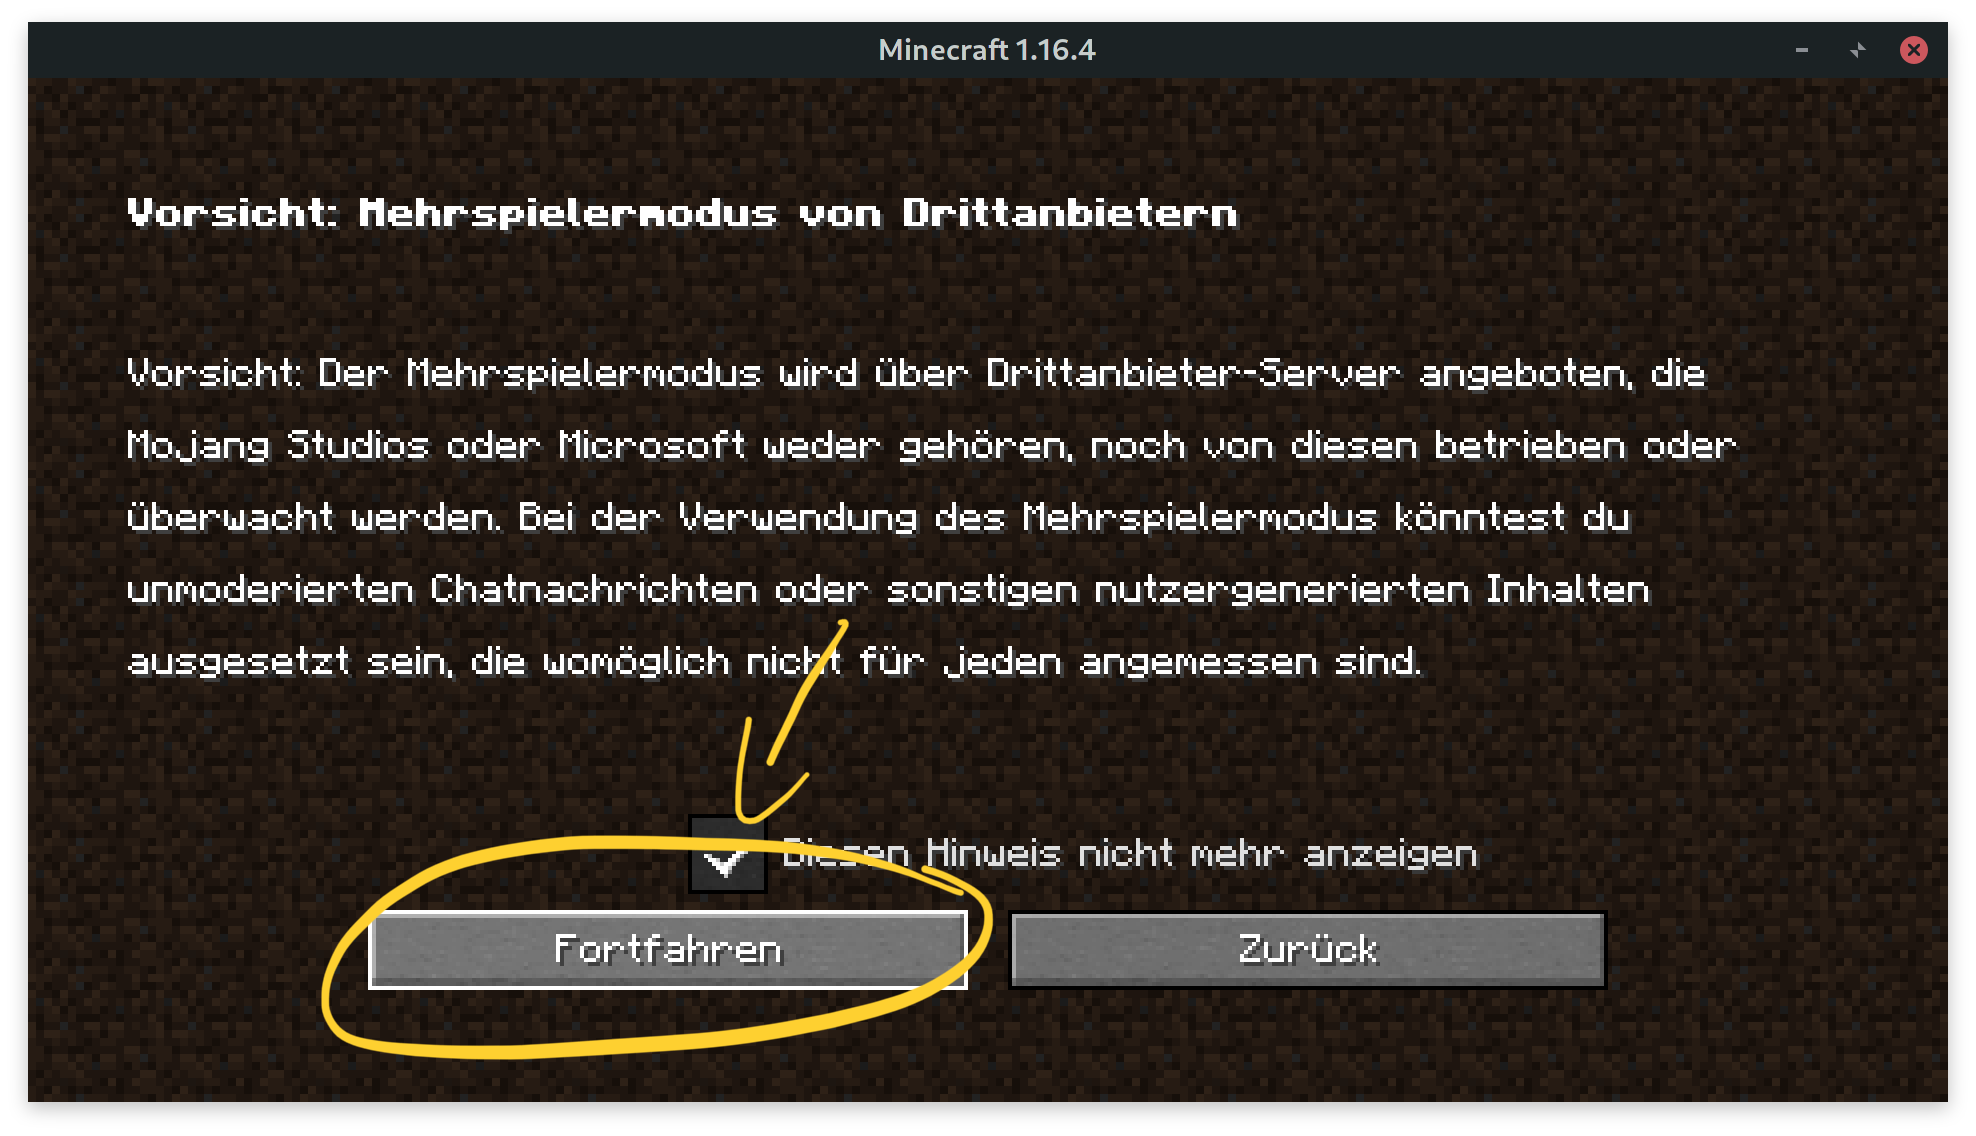 Minecraft 1.16.4
Vorsicht: Mehrspielermodus von Drittanbietern
Vorsicht: Der Mehrspielermodus wird über Drittanbieter-Server angeboten, die
Mojang Studios oder Microsoft weder gehören, noch von diesen betrieben oder
überwacht werden. Bei der Verwendung des Mehrspielermodus könntest du
unmoderierten Chatnachrichten oder sonstigen nutzergenerierten Inhalten
ausgesetzt sein, die womöglich nicht für jeden angemessen sind.
Diesen Hinweis nicht mehr anzeigen
Fortfahren
Zurück